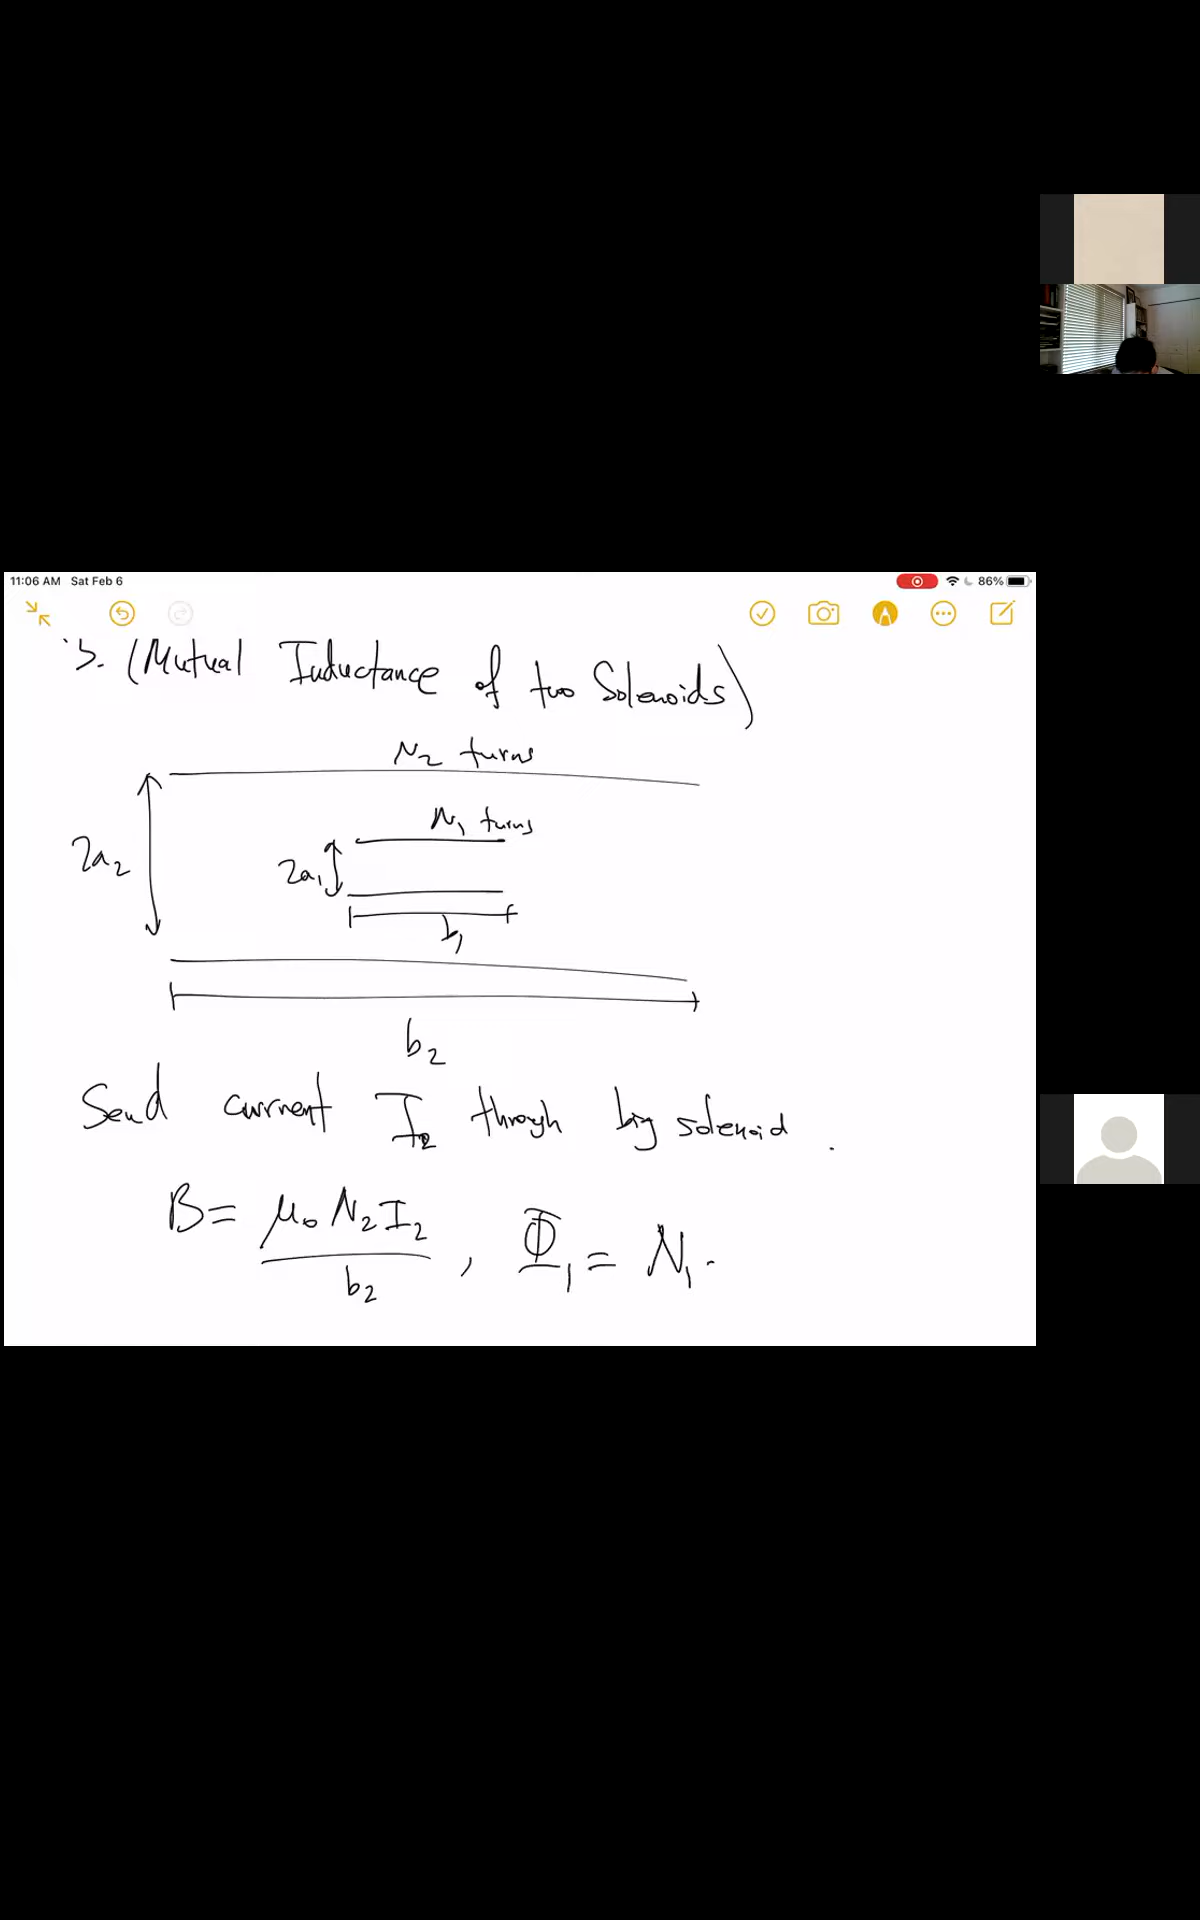 11:06 AM Sat Feb 6
86%
3. (Mutual Inductance of two Solenoids)
N₂ turns
N₁ turns
2a₂
2a₁
b₁
b₂
Send current I₂ through big solenoid.
B = μ₀ N₂ I₂ / b₂ , Φ₁ = N₁ ·